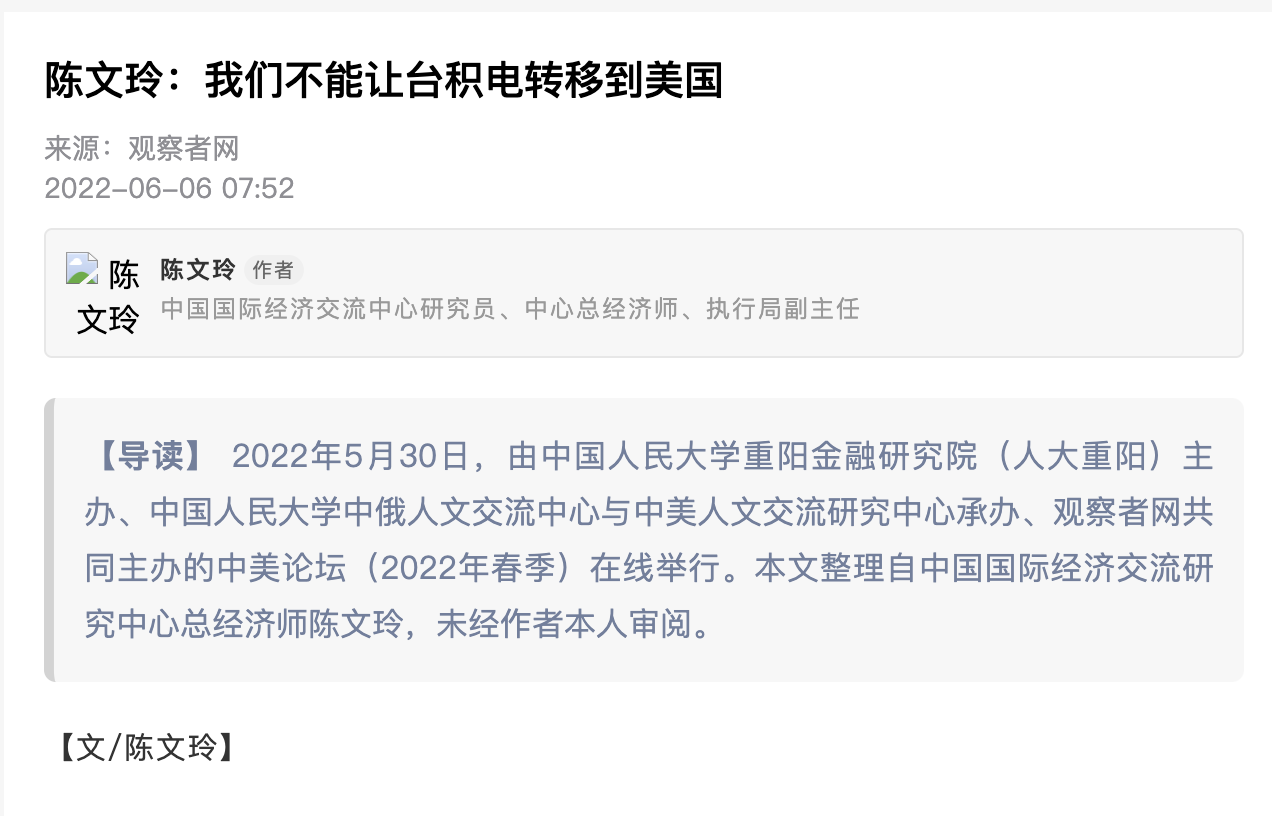 陈文玲：我们不能让台积电转移到美国
来源：观察者网
2022-06-06 07:52
陈
文玲
陈文玲 作者
中国国际经济交流中心研究员、中心总经济师、执行局副主任
【导读】 2022年5月30日，由中国人民大学重阳金融研究院（人大重阳）主
办、中国人民大学中俄人文交流中心与中美人文交流研究中心承办、观察者网共
同主办的中美论坛（2022年春季）在线举行。本文整理自中国国际经济交流研
究中心总经济师陈文玲，未经作者本人审阅。
【文/陈文玲】